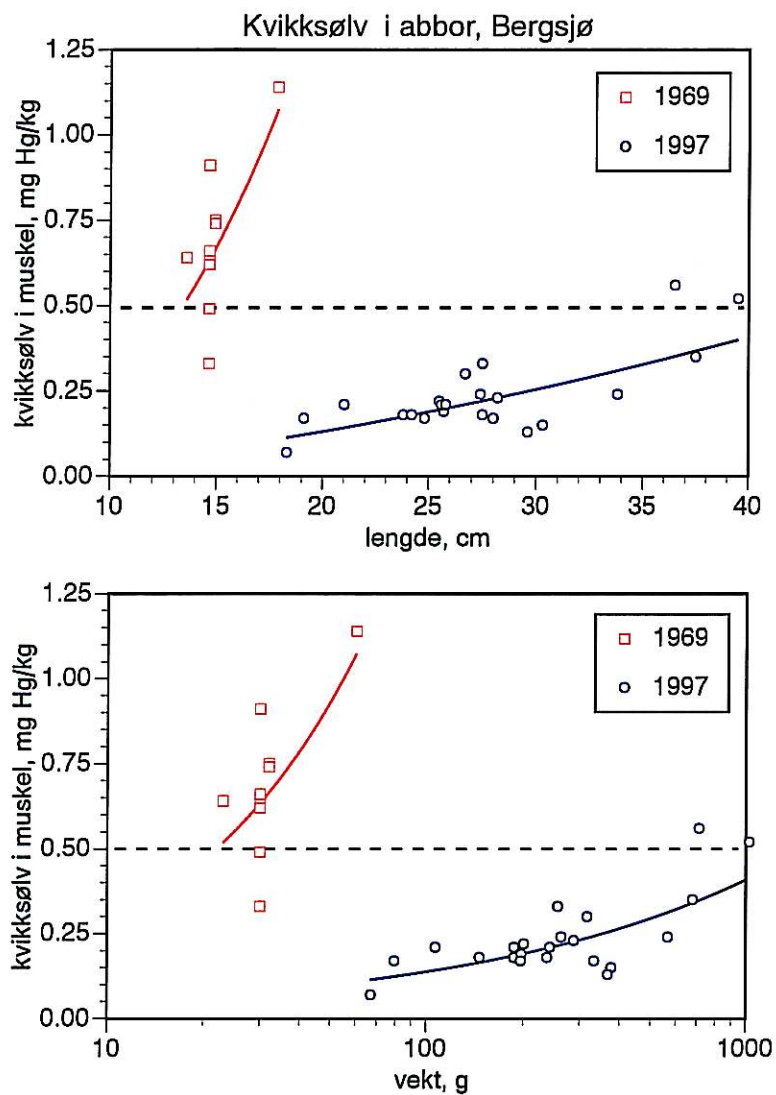 Kvikksølv i abbor, Bergsjø
kvikksølv i muskel, mg Hg/kg
1.25
1.00
0.75
0.50
0.25
0.00
1969
1997
10 15 20 25 30 35 40
lengde, cm
kvikksølv i muskel, mg Hg/kg
1.25
1.00
0.75
0.50
0.25
0.00
1969
1997
10 100 1000
vekt, g